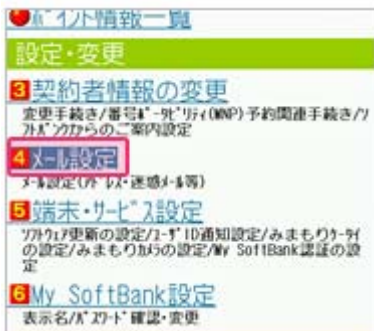 ポイント情報一覧
設定・変更
3 契約者情報の変更
変更手続き/番号ポータビリティ(MNP)予約関連手続き/ソ
フトバンクからのご案内設定
4 メール設定
メール設定(アドレス・迷惑メール等)
5 端末・サービス設定
ソフトウェア更新の設定/ユーザID通知設定/みまもりケータイ
の設定/みまもりカメラの設定/My SoftBank認証の設
定
6 My SoftBank設定
表示名/パスワード確認・変更